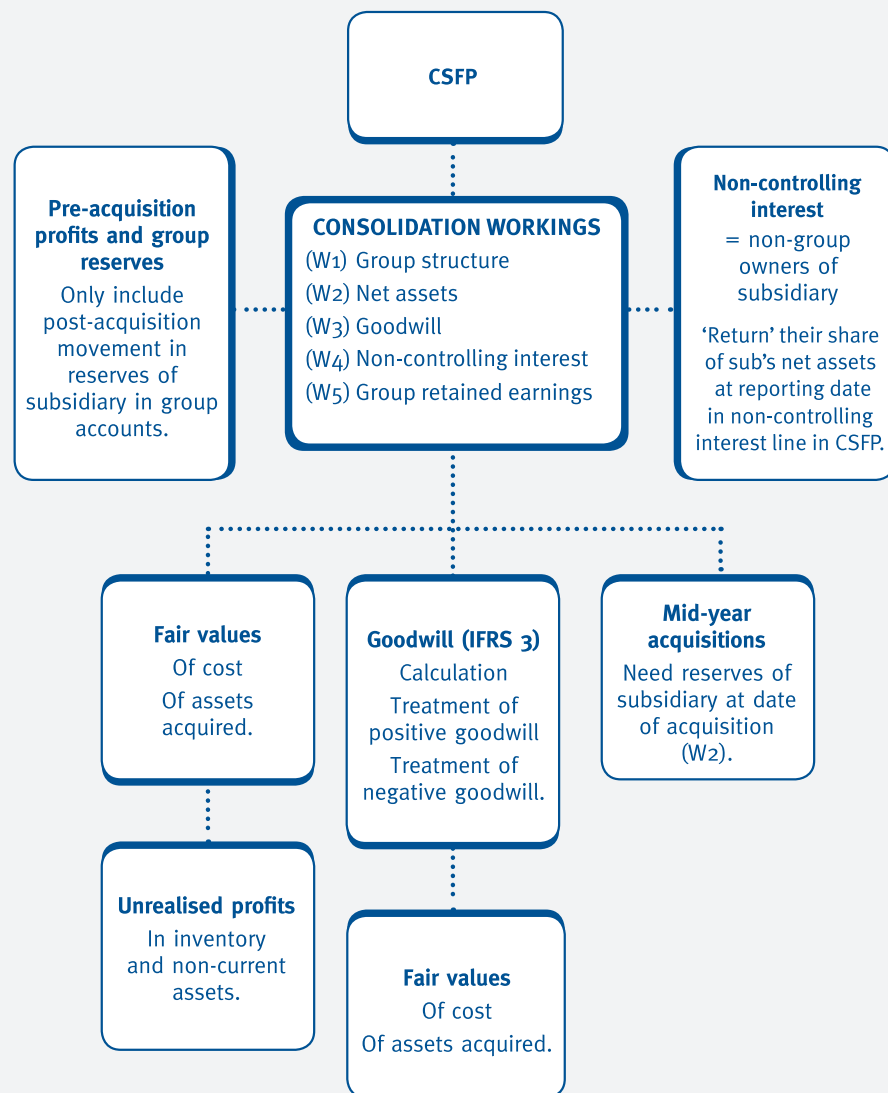 CSFP
Pre-acquisition
profits and group
reserves
Only include
post-acquisition
movement in
reserves of
subsidiary in group
accounts.
CONSOLIDATION WORKINGS
(W1) Group structure
(W2) Net assets
(W3) Goodwill
(W4) Non-controlling interest
(W5) Group retained earnings
Non-controlling
interest
= non-group
owners of
subsidiary
‘Return’ their share
of sub’s net assets
at reporting date
in non-controlling
interest line in CSFP.
Fair values
Of cost
Of assets
acquired.
Goodwill (IFRS 3)
Calculation
Treatment of
positive goodwill
Treatment of
negative goodwill.
Mid-year
acquisitions
Need reserves of
subsidiary at date
of acquisition
(W2).
Unrealised profits
In inventory
and non-current
assets.
Fair values
Of cost
Of assets acquired.